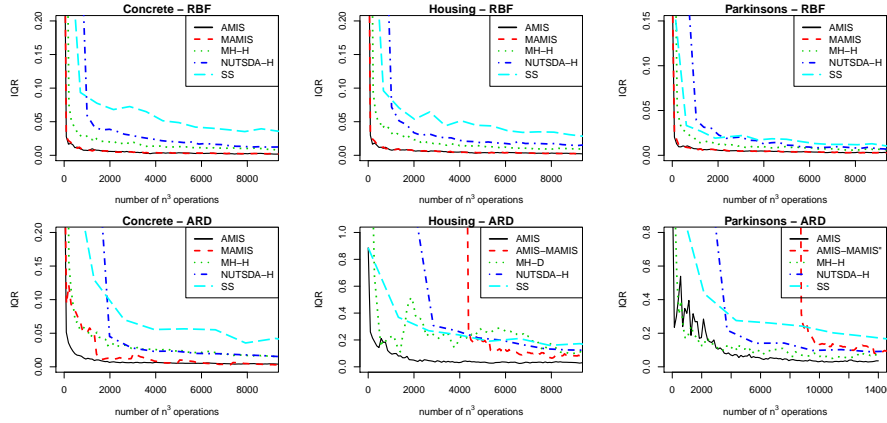 Concrete − RBF
IQR
0.20
0.15
0.10
0.05
0.00
0 2000 4000 6000 8000
number of n³ operations
AMIS
MAMIS
MH−H
NUTSDA−H
SS
Housing − RBF
IQR
0.20
0.15
0.10
0.05
0.00
0 2000 4000 6000 8000
number of n³ operations
AMIS
MAMIS
MH−H
NUTSDA−H
SS
Parkinsons − RBF
IQR
0.15
0.10
0.05
0.00
0 2000 4000 6000 8000
number of n³ operations
AMIS
MAMIS
MH−H
NUTSDA−H
SS
Concrete − ARD
IQR
0.20
0.15
0.10
0.05
0.00
0 2000 4000 6000 8000
number of n³ operations
AMIS
MAMIS
MH−H
NUTSDA−H
SS
Housing − ARD
IQR
1.0
0.8
0.6
0.4
0.2
0.0
0 2000 4000 6000 8000
number of n³ operations
AMIS
AMIS−MAMIS
MH−D
NUTSDA−H
SS
Parkinsons − ARD
IQR
0.8
0.6
0.4
0.2
0.0
0 2000 6000 10000 14000
number of n³ operations
AMIS
AMIS−MAMIS*
MH−H
NUTSDA−H
SS